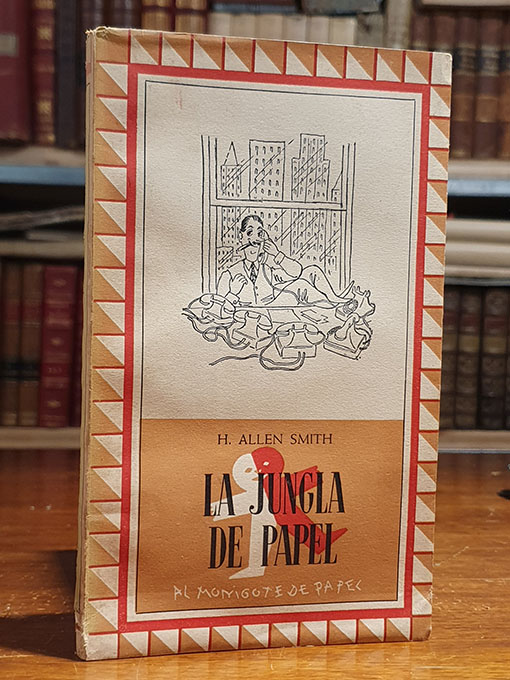 H. ALLEN SMITH
LA JUNGLA
DE PAPEL
AL MONIGOTE DE PAPEL